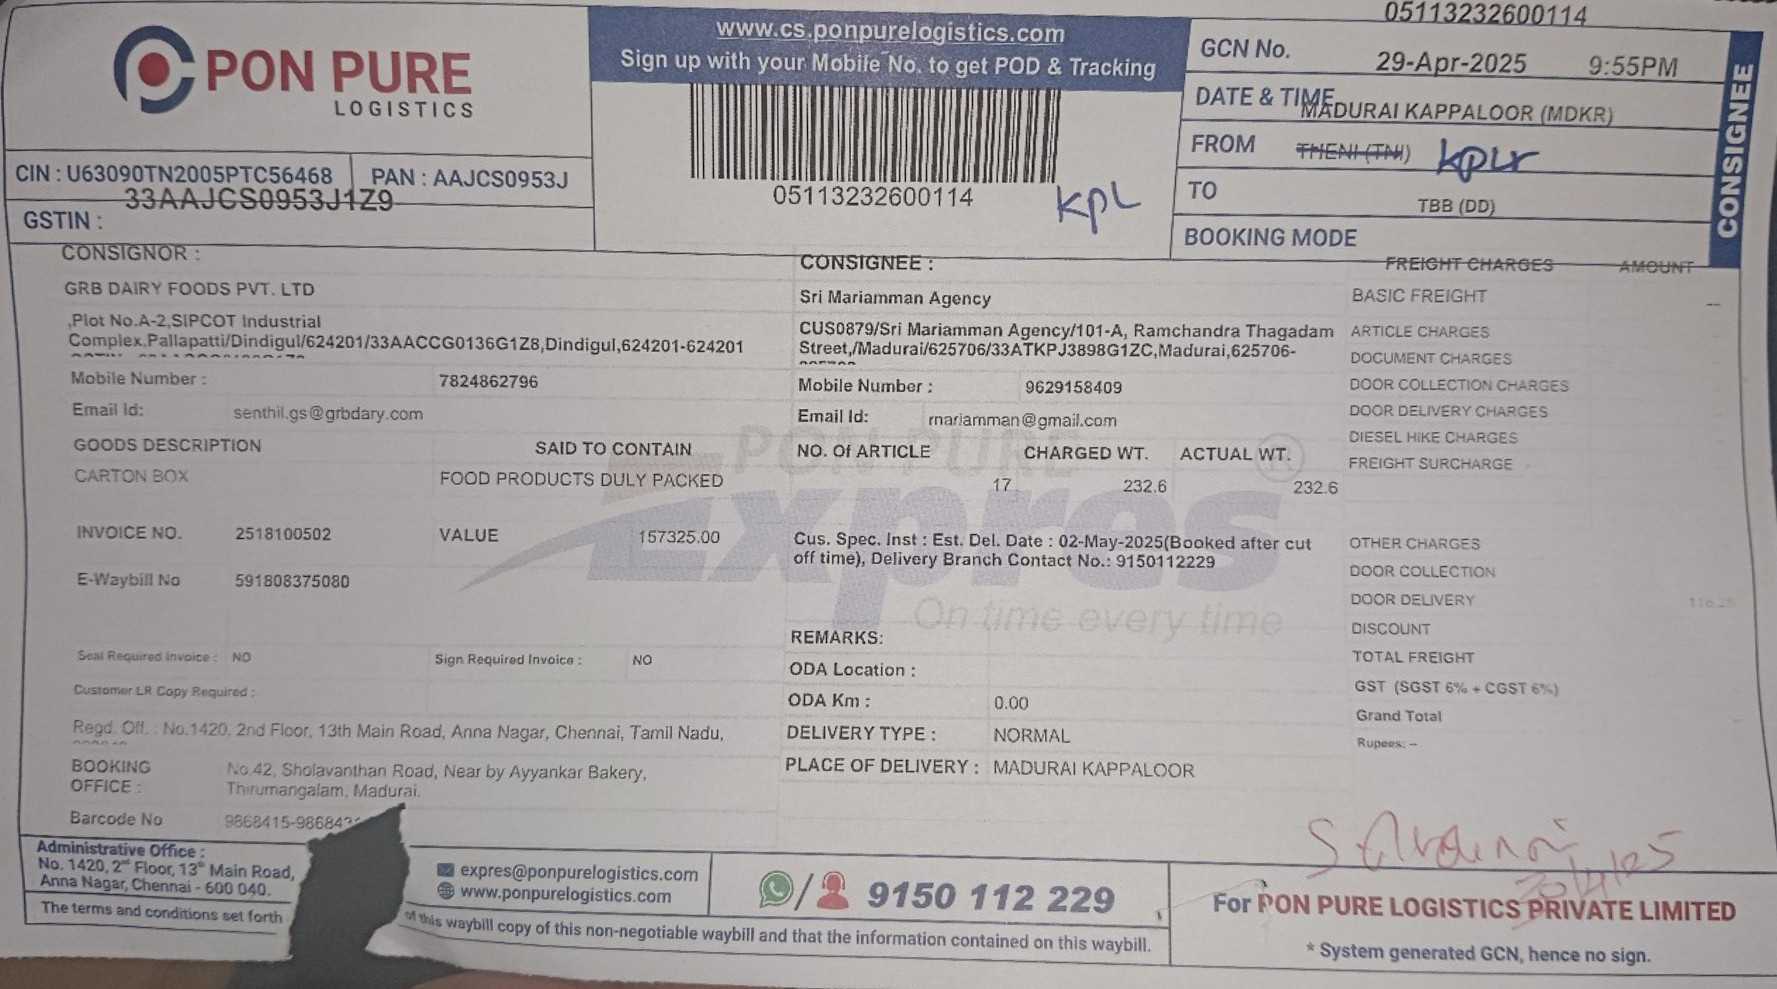 PON PURE
LOGISTICS
www.cs.ponpurelogistics.com
Sign up with your Mobile No. to get POD & Tracking
05113232600114
KPL
05113232600114
GCN No.
29-Apr-2025 9:55PM
DATE & TIME
MADURAI KAPPALOOR (MDKR)
FROM
THENI (TNI) kplr
TO
TBB (DD)
BOOKING MODE
CONSIGNEE
CIN : U63090TN2005PTC56468 PAN : AAJCS0953J
33AAJCS0953J1Z9
GSTIN :
CONSIGNOR :
GRB DAIRY FOODS PVT. LTD
,Plot No.A-2,SIPCOT Industrial
Complex,Pallapatti/Dindigul/624201/33AACCG0136G1Z8,Dindigul,624201-624201
Mobile Number : 7824862796
Email Id: senthil.gs@grbdary.com
CONSIGNEE :
Sri Mariamman Agency
CUS0879/Sri Mariamman Agency/101-A, Ramchandra Thagadam
Street,/Madurai/625706/33ATKPJ3898G1ZC,Madurai,625706-
Mobile Number : 9629158409
Email Id: mariamman@gmail.com
GOODS DESCRIPTION SAID TO CONTAIN NO. Of ARTICLE CHARGED WT. ACTUAL WT.
CARTON BOX FOOD PRODUCTS DULY PACKED 17 232.6 232.6
INVOICE NO. 2518100502 VALUE 157325.00
E-Waybill No 591808375080
Cus. Spec. Inst : Est. Del. Date : 02-May-2025(Booked after cut
off time), Delivery Branch Contact No.: 9150112229
PON PURE
Expres ®
On time every time
Seal Required Invoice : NO Sign Required Invoice : NO
Customer LR Copy Required :
Regd. Off. : No.1420, 2nd Floor, 13th Main Road, Anna Nagar, Chennai, Tamil Nadu,
BOOKING
OFFICE :
No.42, Sholavanthan Road, Near by Ayyankar Bakery,
Thirumangalam, Madurai.
Barcode No
REMARKS:
ODA Location :
ODA Km : 0.00
DELIVERY TYPE : NORMAL
PLACE OF DELIVERY : MADURAI KAPPALOOR
FREIGHT CHARGES AMOUNT
BASIC FREIGHT --
ARTICLE CHARGES
DOCUMENT CHARGES
DOOR COLLECTION CHARGES
DOOR DELIVERY CHARGES
DIESEL HIKE CHARGES
FREIGHT SURCHARGE
OTHER CHARGES
DOOR COLLECTION
DOOR DELIVERY
DISCOUNT
TOTAL FREIGHT
GST (SGST 6% + CGST 6%)
Grand Total
Rupees: --
30/4/25
Administrative Office :
No. 1420, 2nd Floor, 13th Main Road,
Anna Nagar, Chennai - 600 040.
The terms and conditions set forth
expres@ponpurelogistics.com
www.ponpurelogistics.com
/ 9150 112 229
of this waybill copy of this non-negotiable waybill and that the information contained on this waybill.
For PON PURE LOGISTICS PRIVATE LIMITED
* System generated GCN, hence no sign.